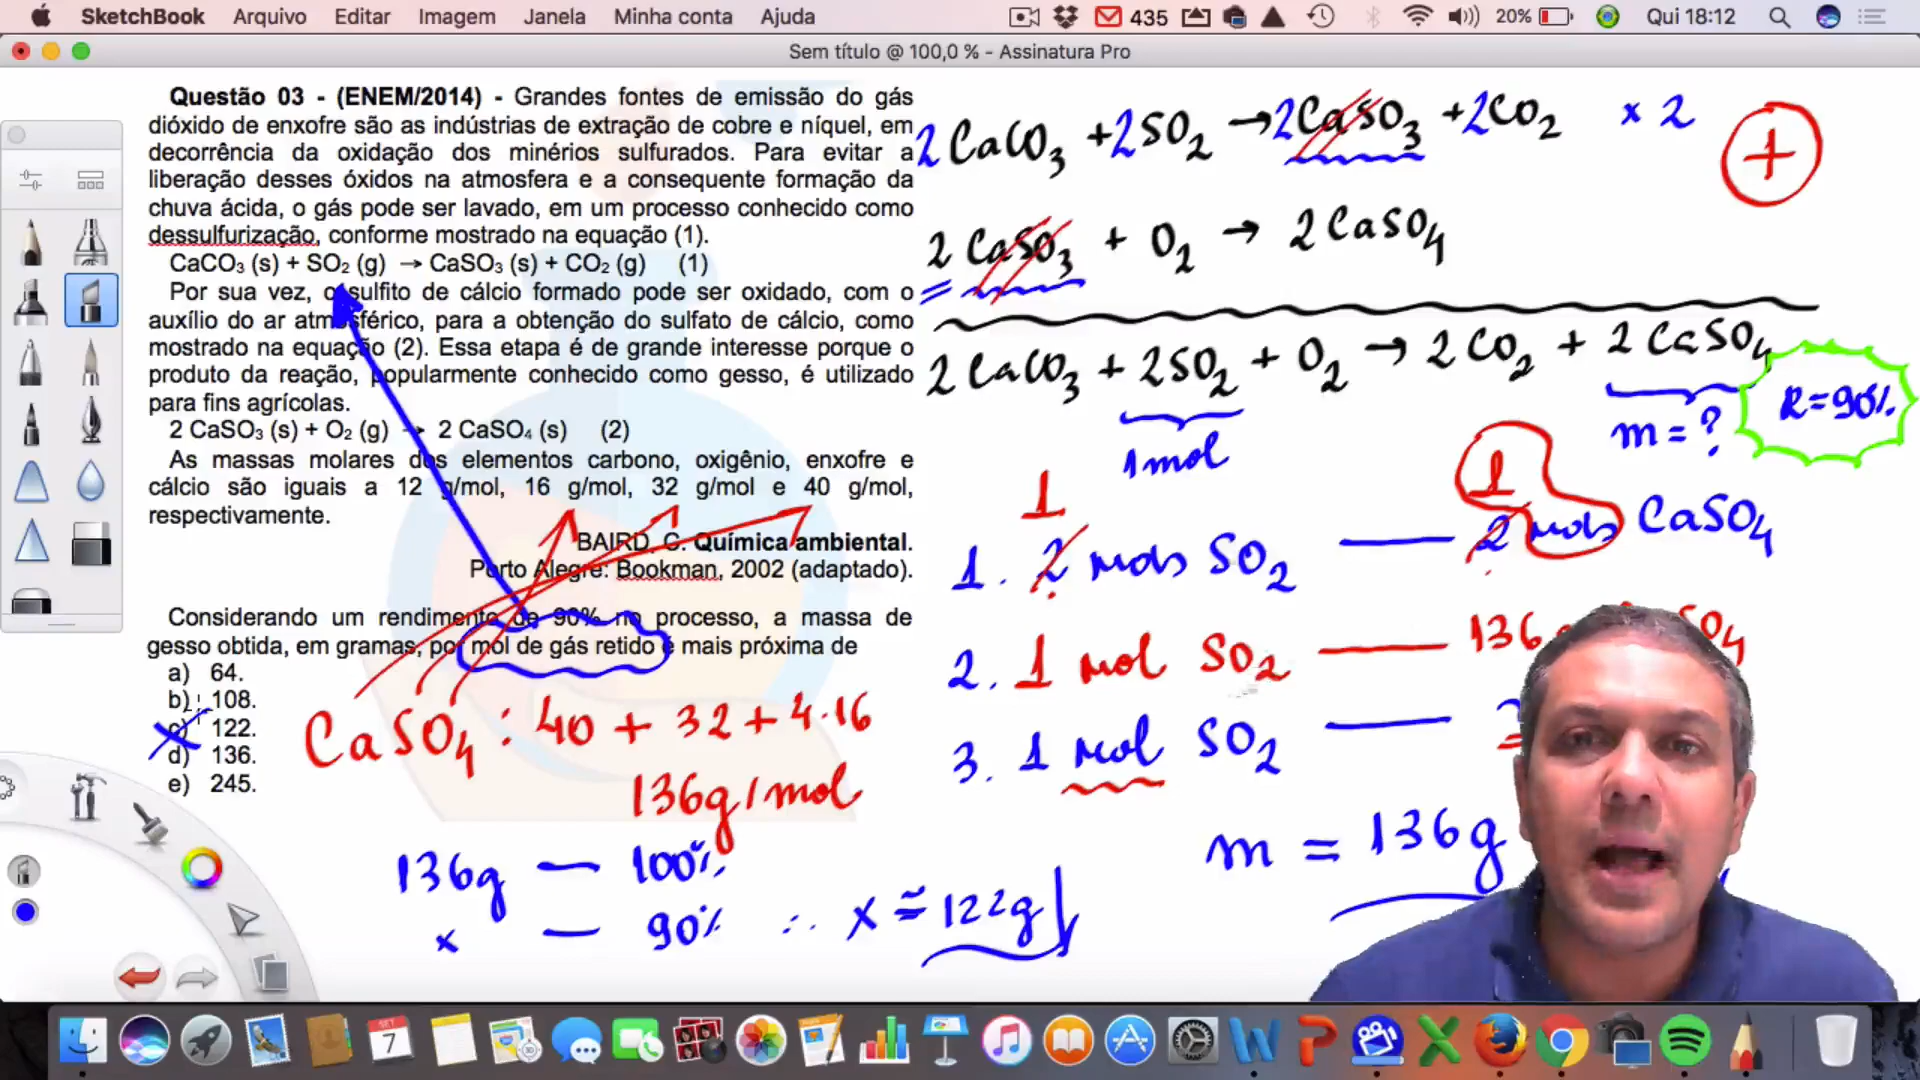 SketchBook Arquivo Editar Imagem Janela Minha conta Ajuda 435 20% Qui 18:12
Sem título @ 100,0 % - Assinatura Pro
Questão 03 - (ENEM/2014) - Grandes fontes de emissão do gás
dióxido de enxofre são as indústrias de extração de cobre e níquel, em
decorrência da oxidação dos minérios sulfurados. Para evitar a
liberação desses óxidos na atmosfera e a consequente formação da
chuva ácida, o gás pode ser lavado, em um processo conhecido como
dessulfurização, conforme mostrado na equação (1).
CaCO₃ (s) + SO₂ (g) → CaSO₃ (s) + CO₂ (g) (1)
Por sua vez, o sulfito de cálcio formado pode ser oxidado, com o
auxílio do ar atmosférico, para a obtenção do sulfato de cálcio, como
mostrado na equação (2). Essa etapa é de grande interesse porque o
produto da reação, popularmente conhecido como gesso, é utilizado
para fins agrícolas.
2 CaSO₃ (s) + O₂ (g) → 2 CaSO₄ (s) (2)
As massas molares dos elementos carbono, oxigênio, enxofre e
cálcio são iguais a 12 g/mol, 16 g/mol, 32 g/mol e 40 g/mol,
respectivamente.
BAIRD, C. Química ambiental.
Porto Alegre: Bookman, 2002 (adaptado).
Considerando um rendimento de 90% no processo, a massa de
gesso obtida, em gramas, por mol de gás retido é mais próxima de
a) 64.
b) 108.
c) 122.
d) 136.
e) 245.
CaSO₄ : 40 + 32 + 4.16
136g/mol
136g — 100%
x — 90% ∴ x ≅ 122g
2CaCO₃ + 2SO₂ → 2CaSO₃ + 2CO₂ x 2
+
2 CaSO₃ + O₂ → 2 CaSO₄
2 CaCO₃ + 2SO₂ + O₂ → 2 CO₂ + 2 CaSO₄
R=90%
1mol m = ?
1 1
1. 2 mols SO₂ — 2 mols CaSO₄
2. 1 mol SO₂ — 136
3. 1 mol SO₂ —
m = 136g
SET
7